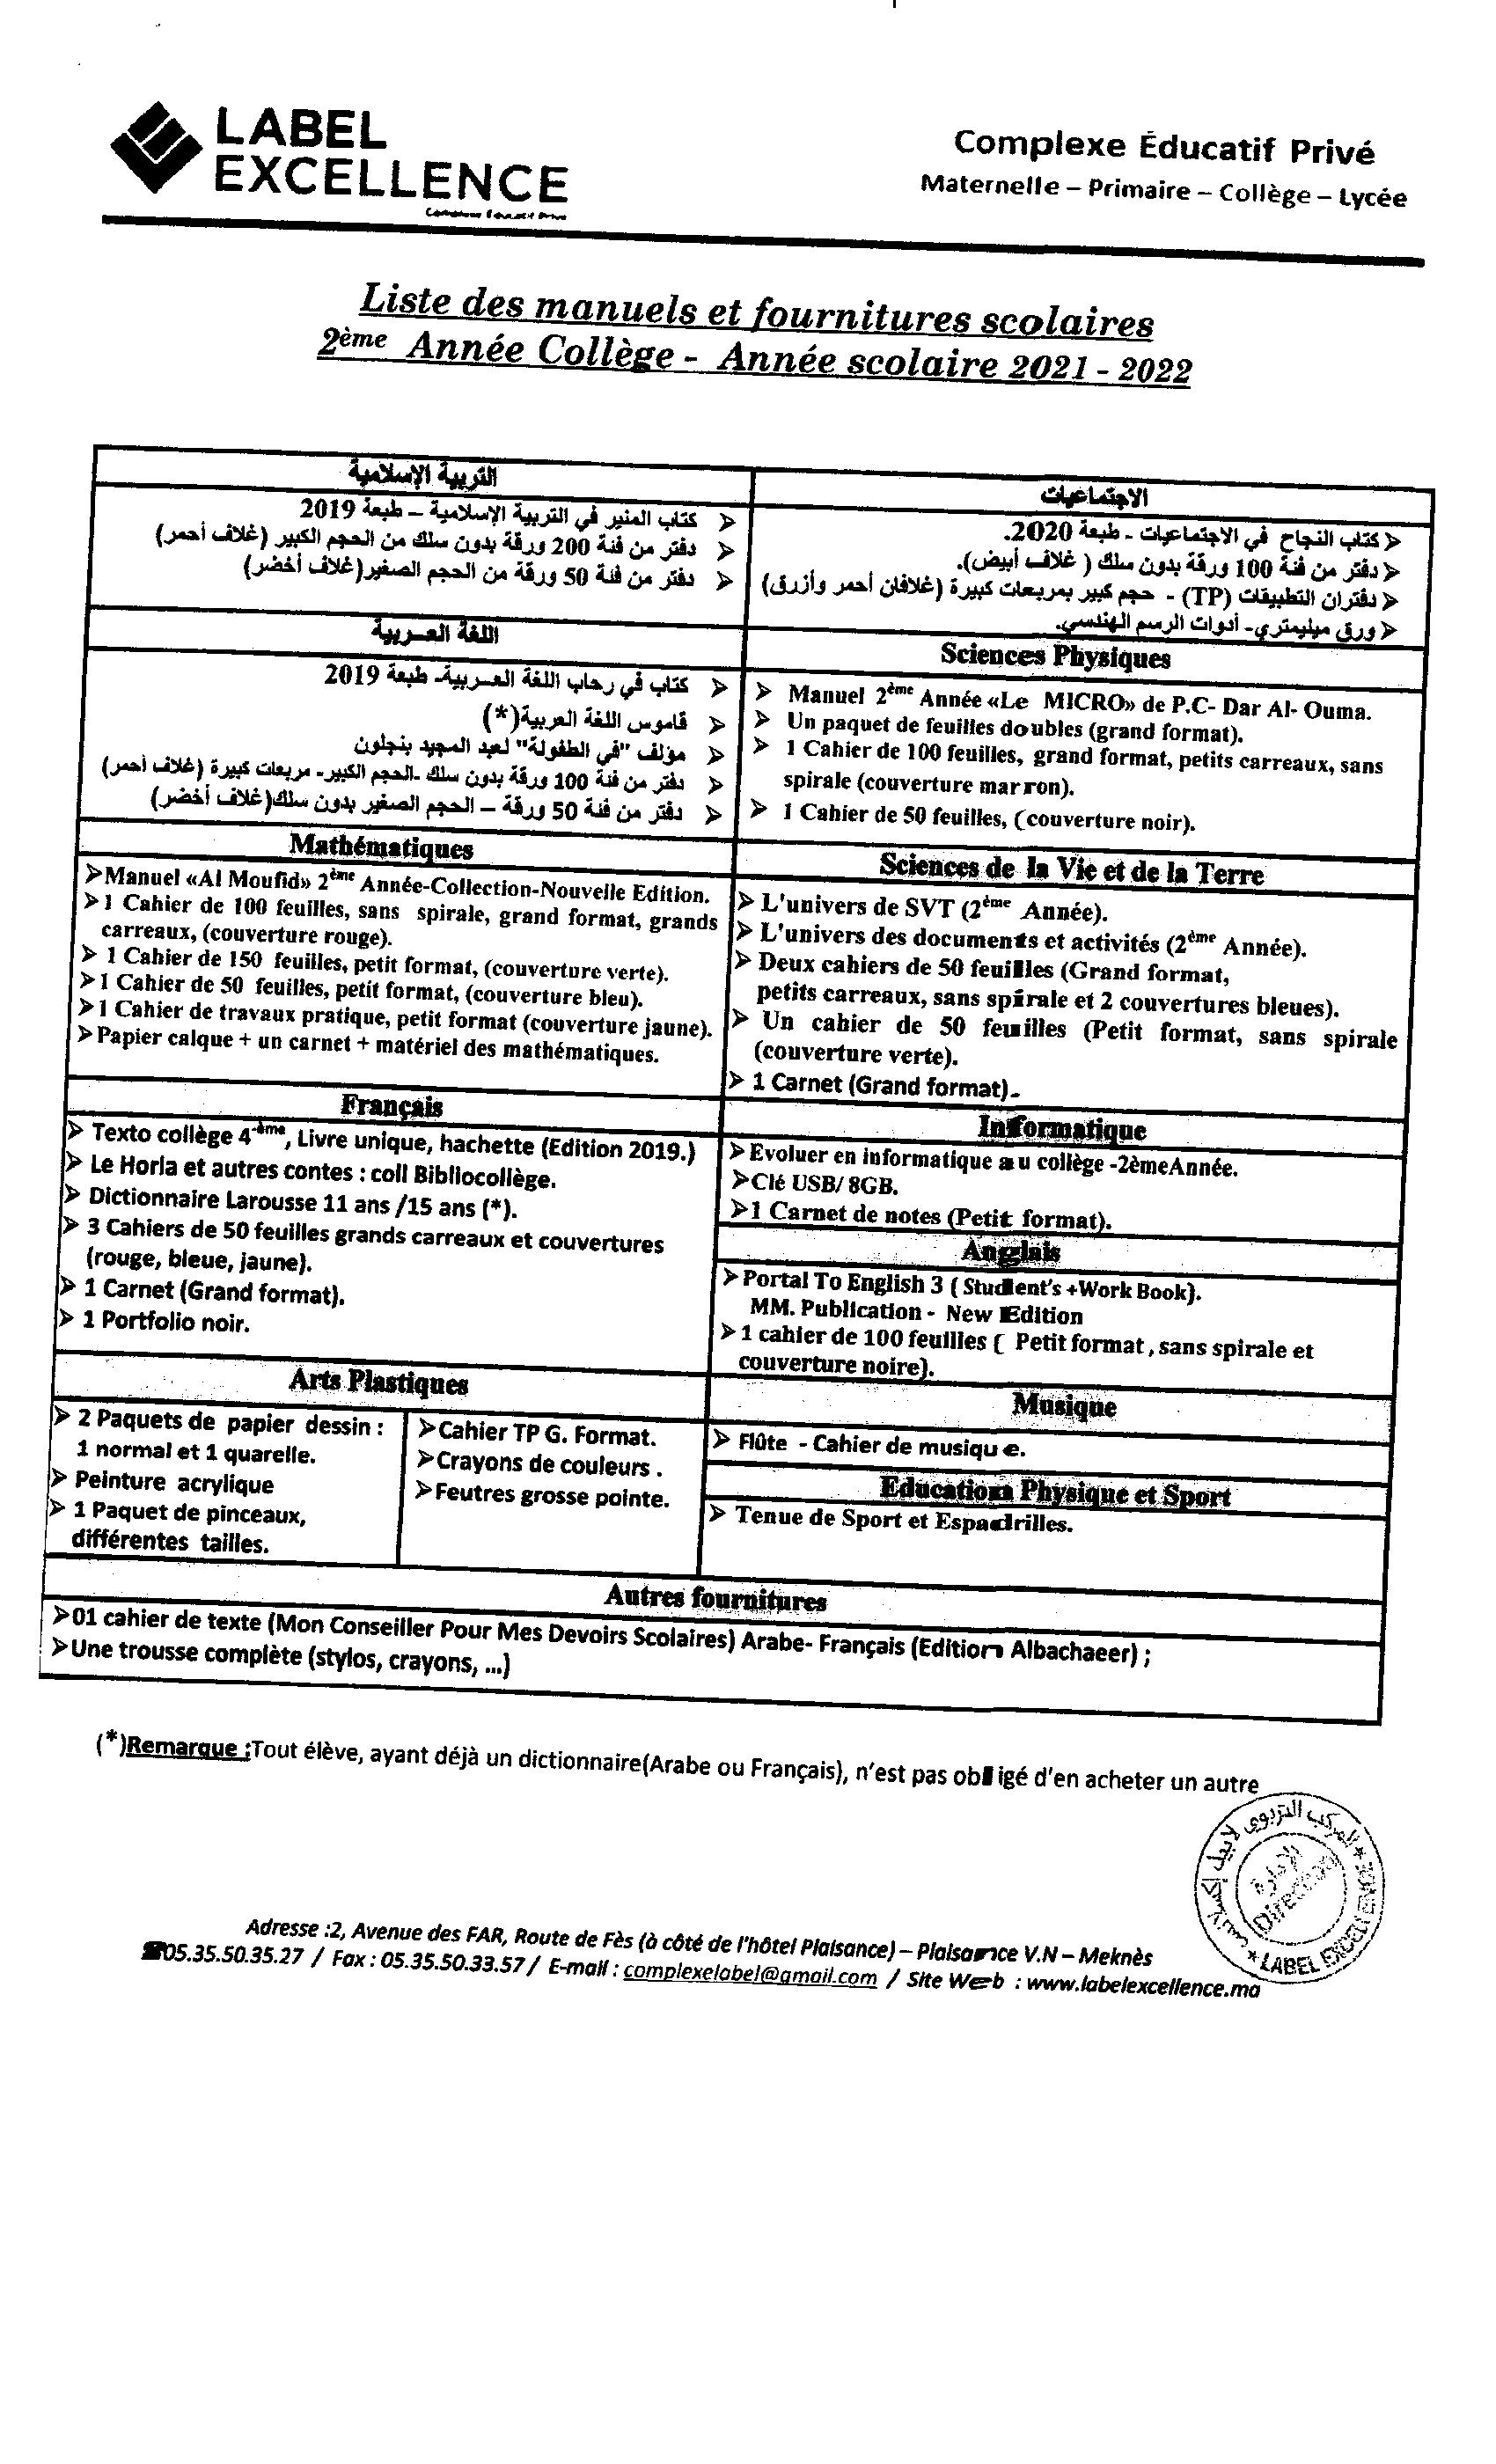 LABEL
EXCELLENCE
Complexe Éducatif Privé
Complexe Éducatif Privé
Maternelle – Primaire – Collège – Lycée
Liste des manuels et fournitures scolaires
2ème Année Collège - Année scolaire 2021 - 2022
التربية الإسلامية
➢ كتاب المنير في التربية الإسلامية – طبعة 2019
➢ دفتر من فئة 200 ورقة بدون سلك من الحجم الكبير (غلاف أحمر)
➢ دفتر من فئة 50 ورقة من الحجم الصغير(غلاف أخضر)
الاجتماعيات
➢ كتاب النجاح في الاجتماعيات - طبعة 2020.
➢ دفتر من فئة 100 ورقة بدون سلك ( غلاف أبيض).
➢ دفتران التطبيقات (TP) - حجم كبير بمربعات كبيرة (غلافان أحمر وأزرق)
➢ ورق ميليمتري- أدوات الرسم الهندسي.
اللغة العربية
➢ كتاب في رحاب اللغة العربية- طبعة 2019
➢ قاموس اللغة العربية(*)
➢ مؤلف "في الطفولة" لعبد المجيد بنجلون
➢ دفتر من فئة 100 ورقة بدون سلك -الحجم الكبير- مربعات كبيرة (غلاف أحمر)
➢ دفتر من فئة 50 ورقة – الحجم الصغير بدون سلك(غلاف أخضر)
Sciences Physiques
➢ Manuel 2ème Année «Le MICRO» de P.C- Dar Al- Ouma.
➢ Un paquet de feuilles doubles (grand format).
➢ 1 Cahier de 100 feuilles, grand format, petits carreaux, sans
spirale (couverture marron).
➢ 1 Cahier de 50 feuilles, (couverture noir).
Mathématiques
➢Manuel «Al Moufid» 2ème Année-Collection-Nouvelle Edition.
➢1 Cahier de 100 feuilles, sans spirale, grand format, grands
carreaux, (couverture rouge).
➢ 1 Cahier de 150 feuilles, petit format, (couverture verte).
➢1 Cahier de 50 feuilles, petit format, (couverture bleu).
➢1 Cahier de travaux pratique, petit format (couverture jaune).
➢Papier calque + un carnet + matériel des mathématiques.
Sciences de la Vie et de la Terre
➢ L'univers de SVT (2ème Année).
➢ L'univers des documents et activités (2ème Année).
➢ Deux cahiers de 50 feuilles (Grand format,
petits carreaux, sans spirale et 2 couvertures bleues).
➢ Un cahier de 50 feuilles (Petit format, sans spirale
(couverture verte).
➢ 1 Carnet (Grand format).
Français
➢ Texto collège 4ème, Livre unique, hachette (Edition 2019.)
➢ Le Horla et autres contes : coll Bibliocollège.
➢ Dictionnaire Larousse 11 ans /15 ans (*).
➢ 3 Cahiers de 50 feuilles grands carreaux et couvertures
(rouge, bleue, jaune).
➢ 1 Carnet (Grand format).
➢ 1 Portfolio noir.
Informatique
➢Evoluer en informatique au collège -2èmeAnnée.
➢Clé USB/ 8GB.
➢1 Carnet de notes (Petit format).
Anglais
➢Portal To English 3 ( Student's +Work Book).
MM. Publication - New Edition
➢1 cahier de 100 feuilles ( Petit format , sans spirale et
couverture noire).
Arts Plastiques
➢ 2 Paquets de papier dessin :
1 normal et 1 quarelle.
➢ Peinture acrylique
➢ 1 Paquet de pinceaux,
différentes tailles.
➢Cahier TP G. Format.
➢Crayons de couleurs .
➢Feutres grosse pointe.
Musique
➢ Flûte - Cahier de musique.
Education Physique et Sport
➢ Tenue de Sport et Espadrilles.
Autres fournitures
➢01 cahier de texte (Mon Conseiller Pour Mes Devoirs Scolaires) Arabe- Français (Edition Albachaeer) ;
➢Une trousse complète (stylos, crayons, ...)
(*)Remarque :Tout élève, ayant déjà un dictionnaire(Arabe ou Français), n'est pas obligé d'en acheter un autre
المركب التربوي لابيل إكسيلانس
الإدارة
Direction
* LABEL EXCELLENCE *
Adresse :2, Avenue des FAR, Route de Fès (à côté de l'hôtel Plaisance) – Plaisance V.N – Meknès
☎05.35.50.35.27 / Fax : 05.35.50.33.57 / E-mail : complexelabel@gmail.com / Site Web : www.labelexcellence.ma